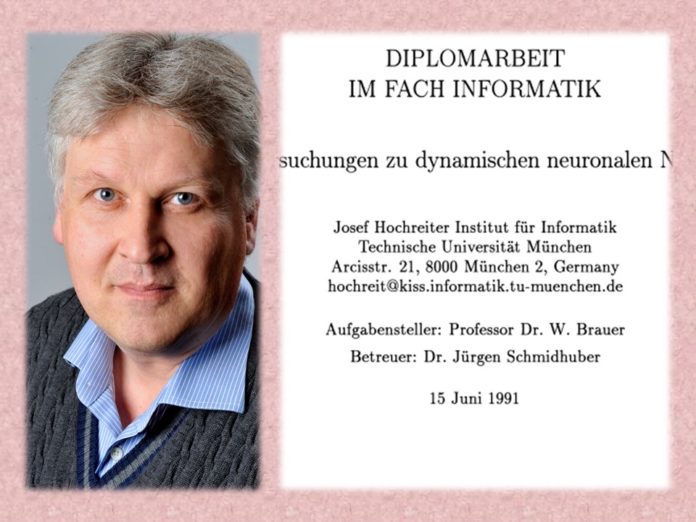 DIPLOMARBEIT
IM FACH INFORMATIK
suchungen zu dynamischen neuronalen N
Josef Hochreiter Institut für Informatik
Technische Universität München
Arcisstr. 21, 8000 München 2, Germany
hochreit@kiss.informatik.tu-muenchen.de
Aufgabensteller: Professor Dr. W. Brauer
Betreuer: Dr. Jürgen Schmidhuber
15 Juni 1991